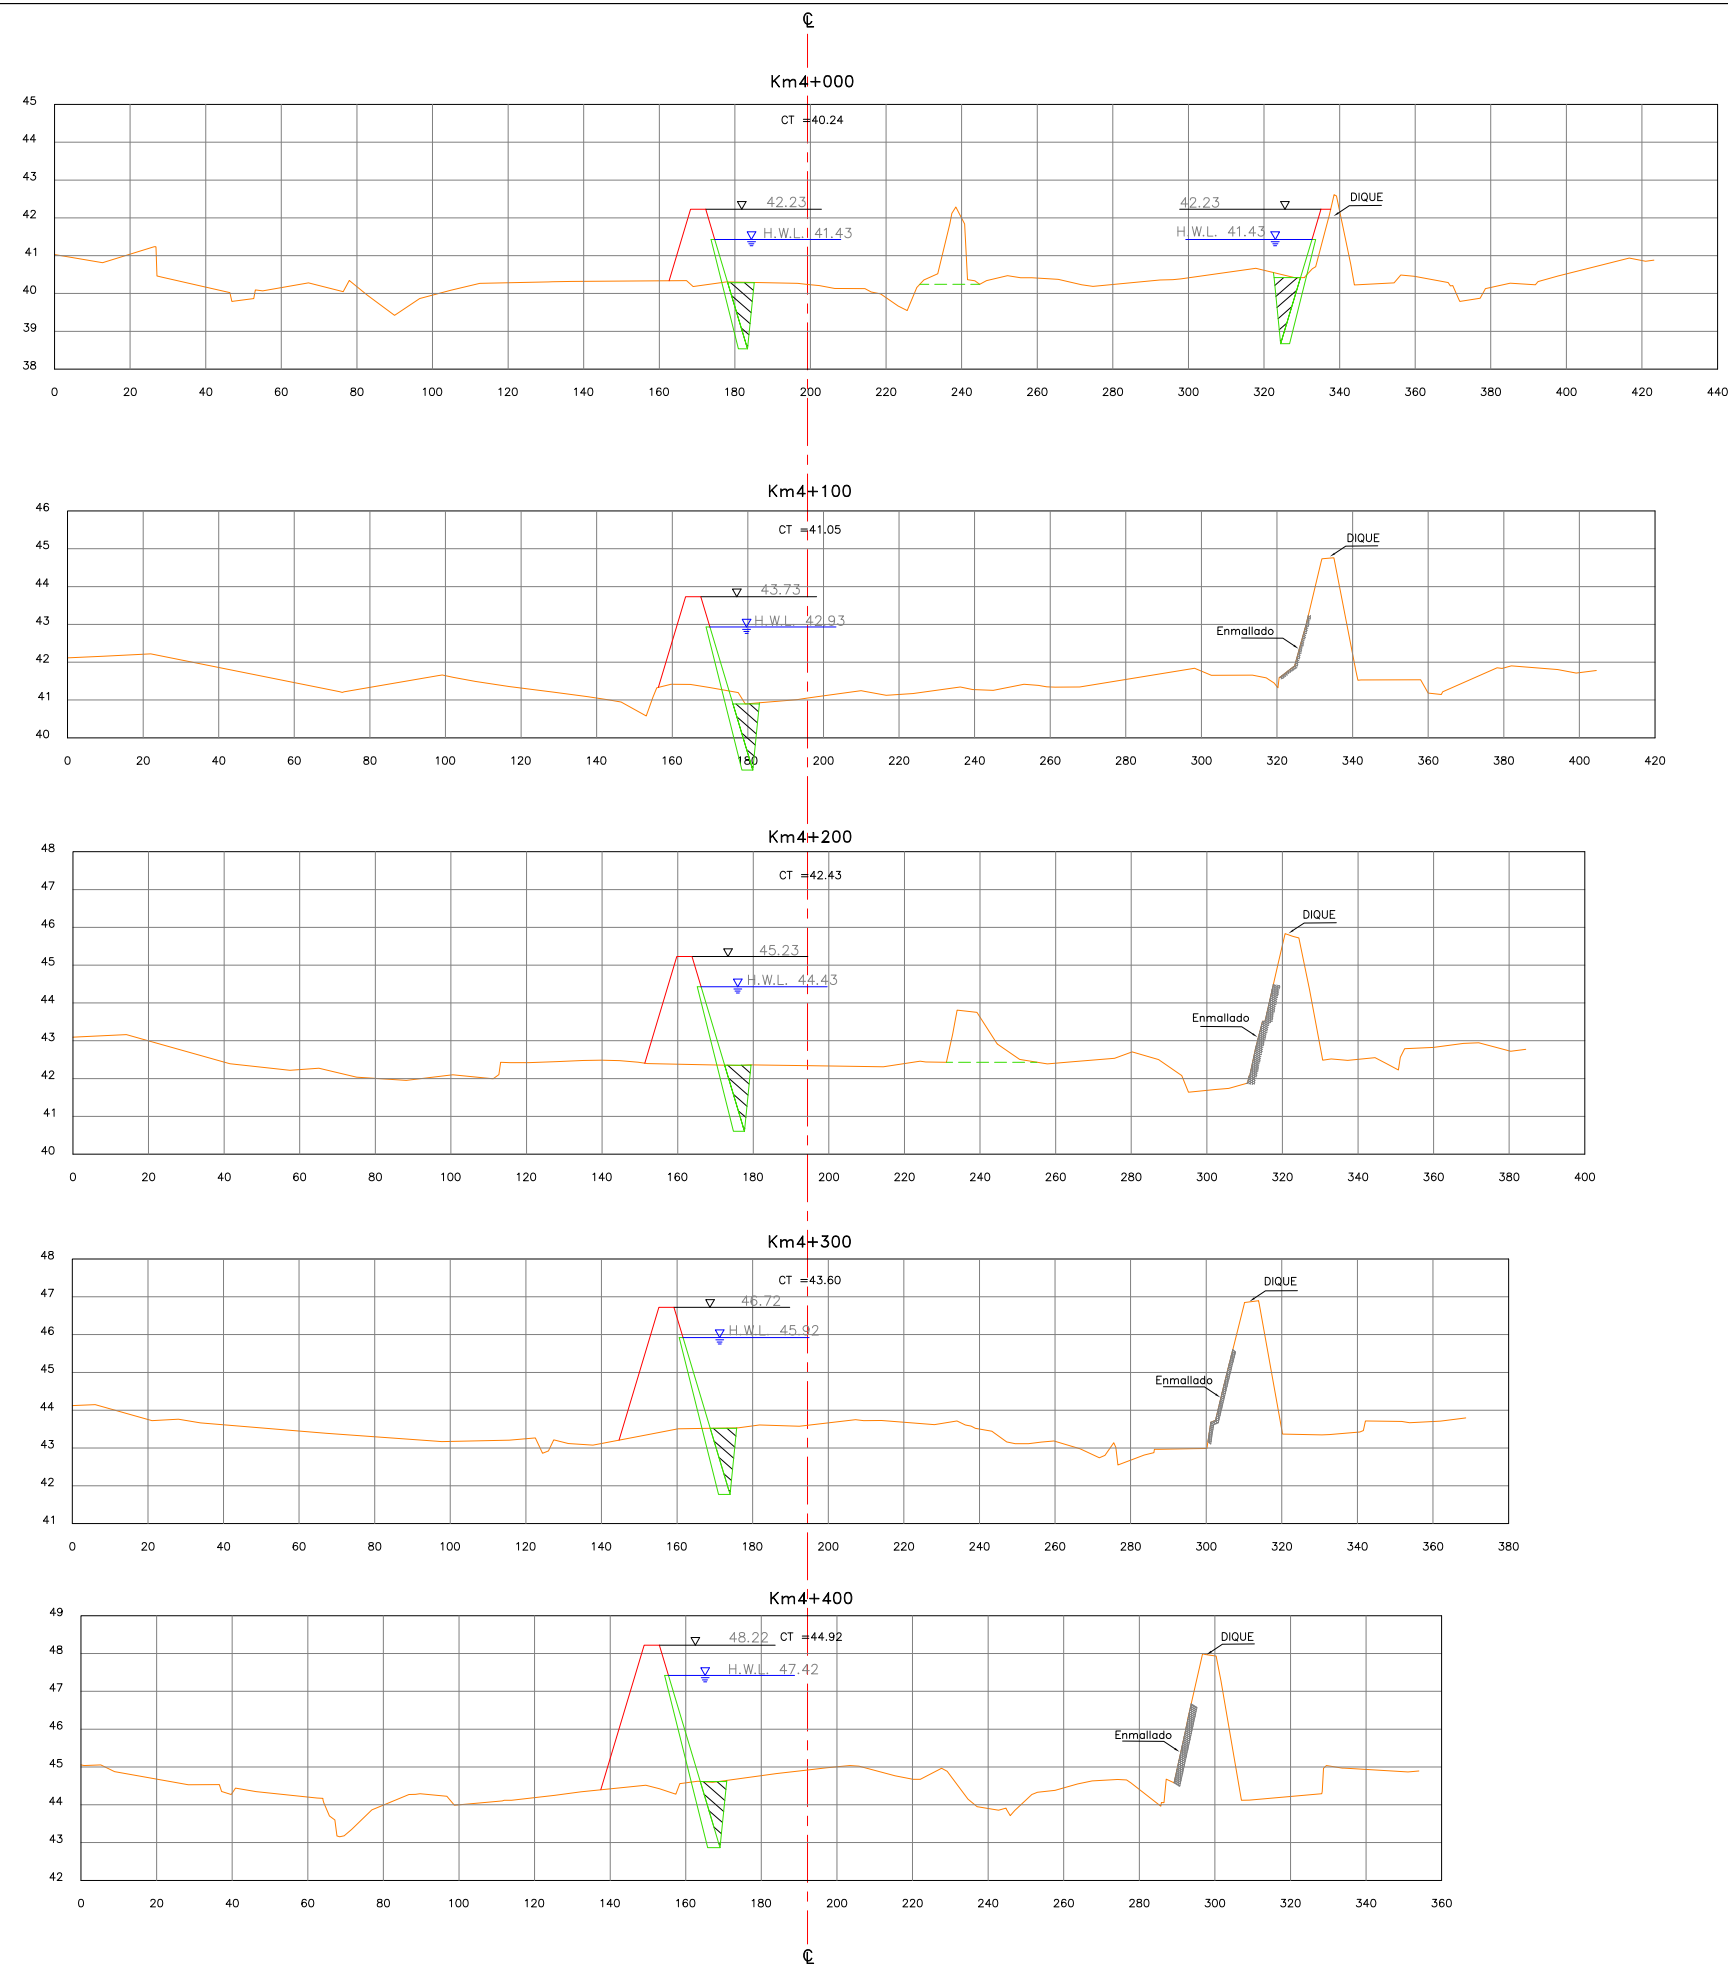 ℄
Km4+000
CT =40.24
45
44
43
42
41
40
39
38
42.23
H.W.L. 41.43
42.23
H.W.L. 41.43
DIQUE
0 20 40 60 80 100 120 140 160 180 200 220 240 260 280 300 320 340 360 380 400 420 440
Km4+100
CT =41.05
46
45
44
43
42
41
40
43.73
H.W.L. 42.93
DIQUE
Enmallado
0 20 40 60 80 100 120 140 160 180 200 220 240 260 280 300 320 340 360 380 400 420
Km4+200
CT =42.43
48
47
46
45
44
43
42
41
40
45.23
H.W.L. 44.43
DIQUE
Enmallado
0 20 40 60 80 100 120 140 160 180 200 220 240 260 280 300 320 340 360 380 400
Km4+300
CT =43.60
48
47
46
45
44
43
42
41
46.72
H.W.L. 45.92
DIQUE
Enmallado
0 20 40 60 80 100 120 140 160 180 200 220 240 260 280 300 320 340 360 380
Km4+400
CT =44.92
49
48
47
46
45
44
43
42
48.22
H.W.L. 47.42
DIQUE
Enmallado
0 20 40 60 80 100 120 140 160 180 200 220 240 260 280 300 320 340 360
℄